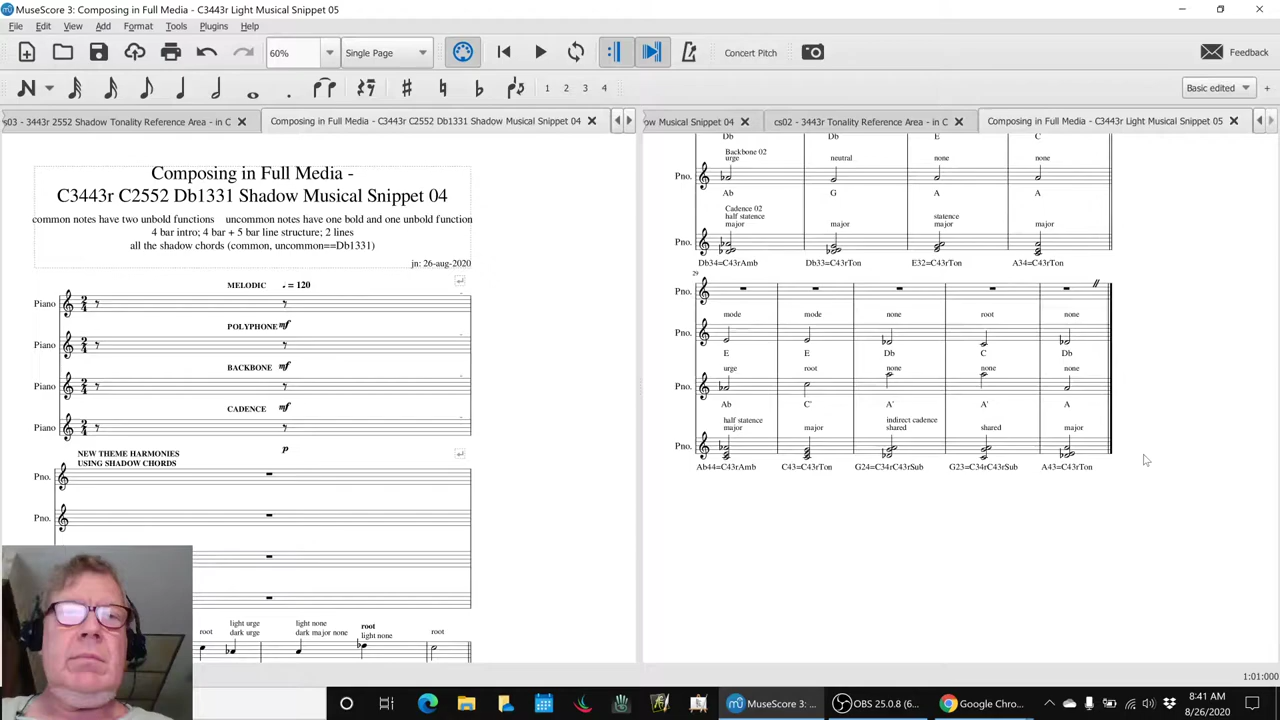 MuseScore 3: Composing in Full Media - C3443r Light Musical Snippet 05
File Edit View Add Format Tools Plugins Help
60% Single Page Concert Pitch Feedback
1 2 3 4 Basic edited
s03 - 3443r 2552 Shadow Tonality Reference Area - in C
Composing in Full Media - C3443r C2552 Db1331 Shadow Musical Snippet 04
ow Musical Snippet 04
cs02 - 3443r Tonality Reference Area - in C
Composing in Full Media - C3443r Light Musical Snippet 05
Composing in Full Media -
C3443r C2552 Db1331 Shadow Musical Snippet 04
common notes have two unbold functions uncommon notes have one bold and one unbold function
4 bar intro; 4 bar + 5 bar line structure; 2 lines
all the shadow chords (common, uncommon==Db1331)
jn: 26-aug-2020
MELODIC = 120
Piano
POLYPHONE mf
Piano
BACKBONE mf
Piano
CADENCE mf
Piano
p
NEW THEME HARMONIES
USING SHADOW CHORDS
Pno.
Pno.
root
light urge
dark urge
light none
dark major none
root
light none
root
Db Db E C
Backbone 02
urge neutral none none
Pno.
Ab G A A
Cadence 02
half statence statence
major major major major
Pno.
Db34=C43rAmb Db33=C43rTon E32=C43rTon A34=C43rTon
29
Pno.
mode mode none root none
Pno.
E E Db C Db
urge root none none none
Pno.
Ab C' A' A' A
half statence indirect cadence
major major shared shared major
Pno.
Ab44=C43rAmb C43=C43rTon G24=C34rC43rSub G23=C34rC43rSub A43=C43rTon
1:01:000
MuseScore 3: ... OBS 25.0.8 (6... Google Chro...
8:41 AM
8/26/2020